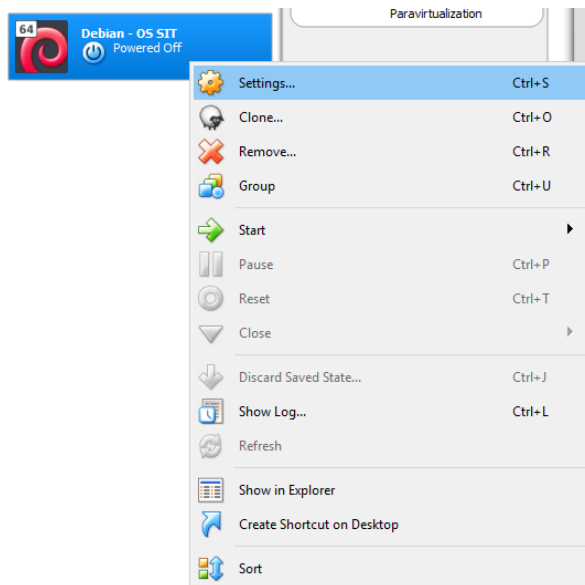 Paravirtualization
64
Debian - OS SIT
Powered Off
Settings... Ctrl+S
Clone... Ctrl+O
Remove... Ctrl+R
Group Ctrl+U
Start
Pause Ctrl+P
Reset Ctrl+T
Close
Discard Saved State... Ctrl+J
Show Log... Ctrl+L
Refresh
Show in Explorer
Create Shortcut on Desktop
Sort